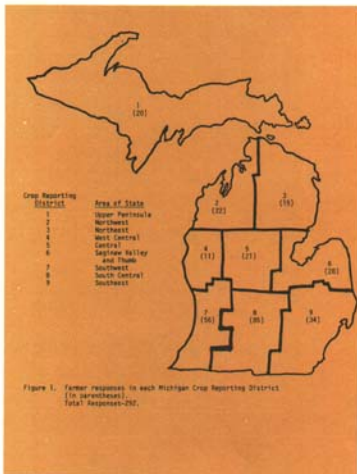 1
(20)
2
(22)
3
(15)
Crop Reporting
District Area of State
1 Upper Peninsula
2 Northwest
3 Northeast
4 West Central
5 Central
6 Saginaw Valley
and Thumb
7 Southwest
8 South Central
9 Southeast
4
(11)
5
(21)
6
(28)
7
(56)
8
(85)
9
(34)
Figure 1. Farmer responses in each Michigan Crop Reporting District
(in parentheses).
Total Responses-292.